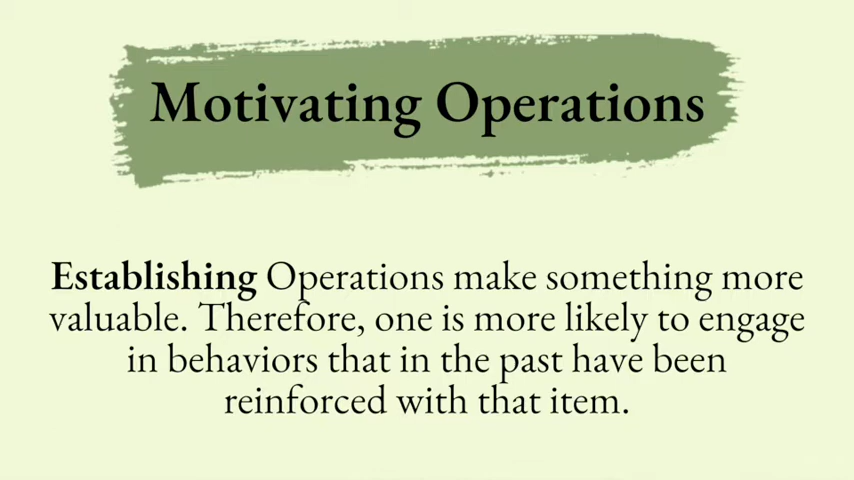 Motivating Operations
Establishing Operations make something more
valuable. Therefore, one is more likely to engage
in behaviors that in the past have been
reinforced with that item.